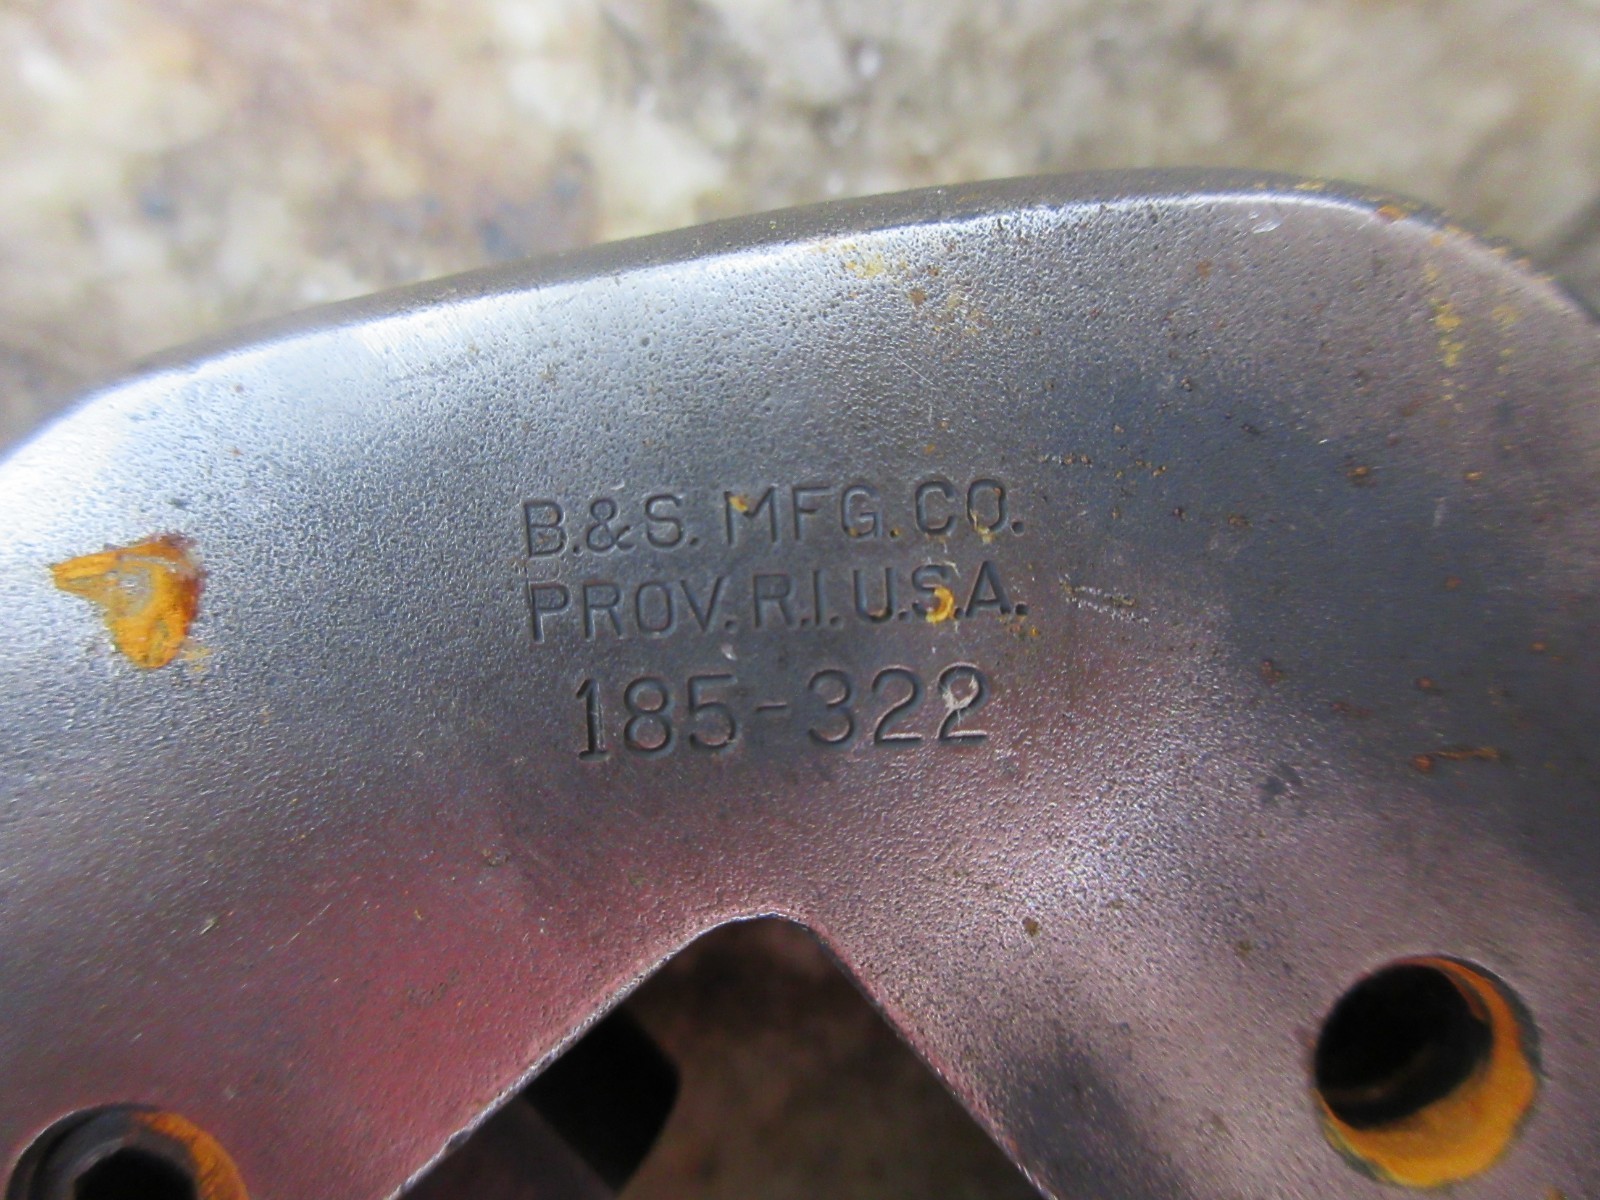 B.&S. MFG. CO.
PROV. R.I. U.S.A.
185-322